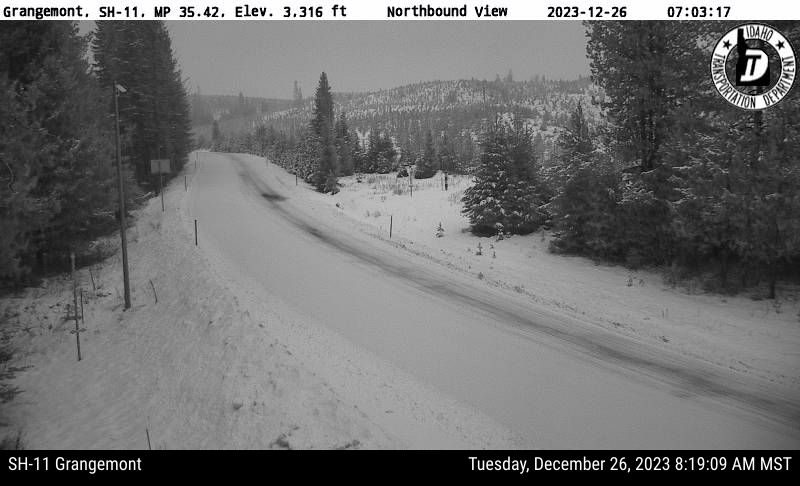 Grangemont, SH-11, MP 35.42, Elev. 3,316 ft Northbound View 2023-12-26 07:03:17
IDAHO TRANSPORTATION DEPARTMENT
SH-11 Grangemont Tuesday, December 26, 2023 8:19:09 AM MST